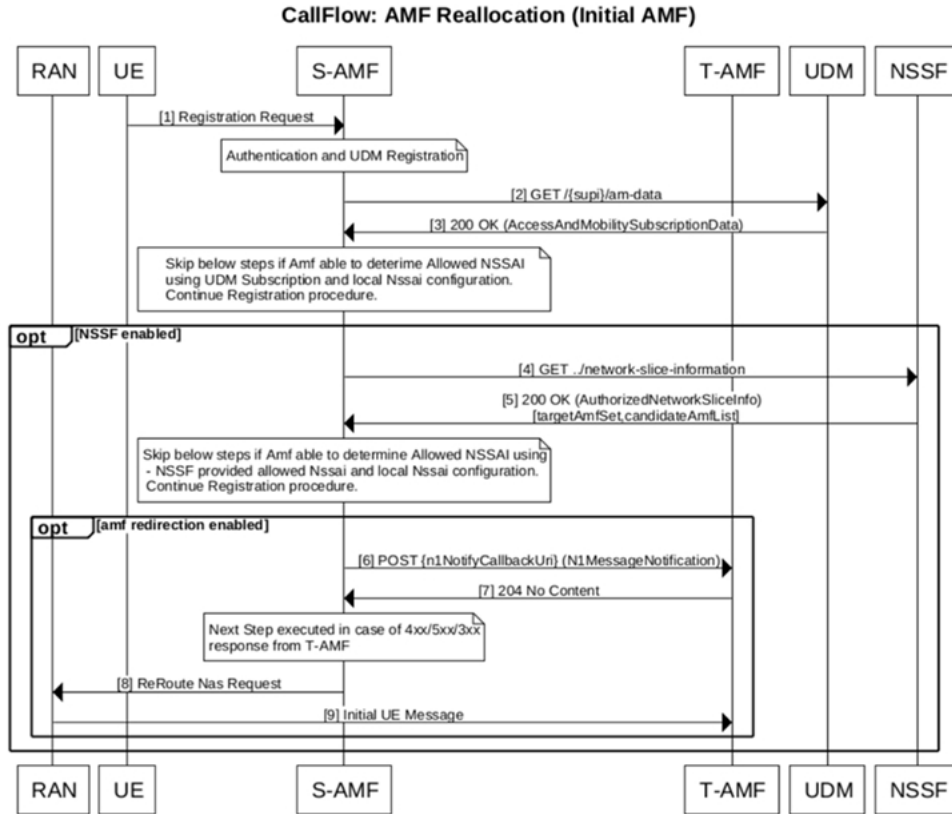 CallFlow: AMF Reallocation (Initial AMF)
RAN UE S-AMF T-AMF UDM NSSF
[1] Registration Request
Authentication and UDM Registration
[2] GET /{supi}/am-data
[3] 200 OK (AccessAndMobilitySubscriptionData)
Skip below steps if Amf able to deterime Allowed NSSAI
using UDM Subscription and local Nssai configuration.
Continue Registration procedure.
opt [NSSF enabled]
[4] GET ../network-slice-information
[5] 200 OK (AuthorizedNetworkSliceInfo)
[targetAmfSet,candidateAmfList]
Skip below steps if Amf able to determine Allowed NSSAI using
- NSSF provided allowed Nssai and local Nssai configuration.
Continue Registration procedure.
opt [amf redirection enabled]
[6] POST {n1NotifyCallbackUri} (N1MessageNotification)
[7] 204 No Content
Next Step executed in case of 4xx/5xx/3xx
response from T-AMF
[8] ReRoute Nas Request
[9] Initial UE Message
RAN UE S-AMF T-AMF UDM NSSF